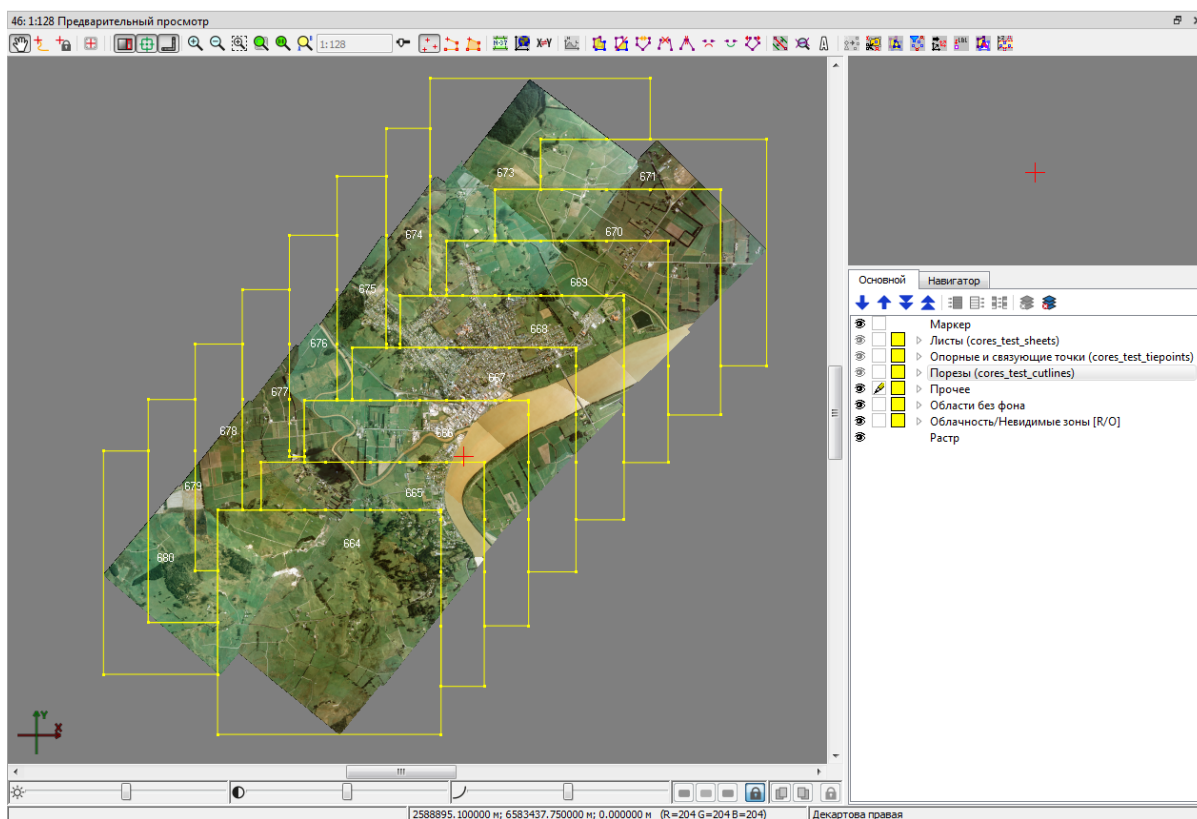 46: 1:128 Предварительный просмотр
1:128
673
671
674
670
675
669
676
668
677
667
678
666
679
665
680
664
Y
X
Основной
Навигатор
Маркер
Листы (cores_test_sheets)
Опорные и связующие точки (cores_test_tiepoints)
Порезы (cores_test_cutlines)
Прочее
Области без фона
Облачность/Невидимые зоны [R/O]
Растр
2588895.100000 м; 6583437.750000 м; 0.000000 м (R=204 G=204 B=204)
Декартова правая